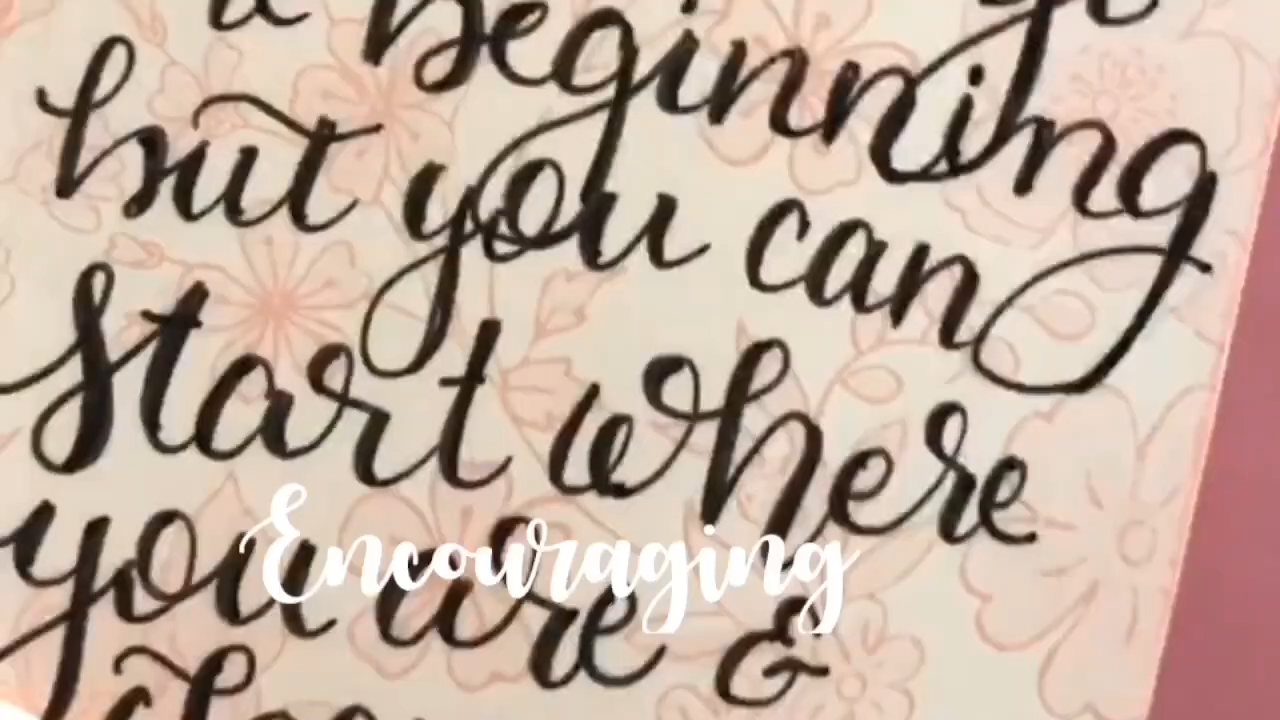 beginning
but you can
start where
you are &
Encouraging